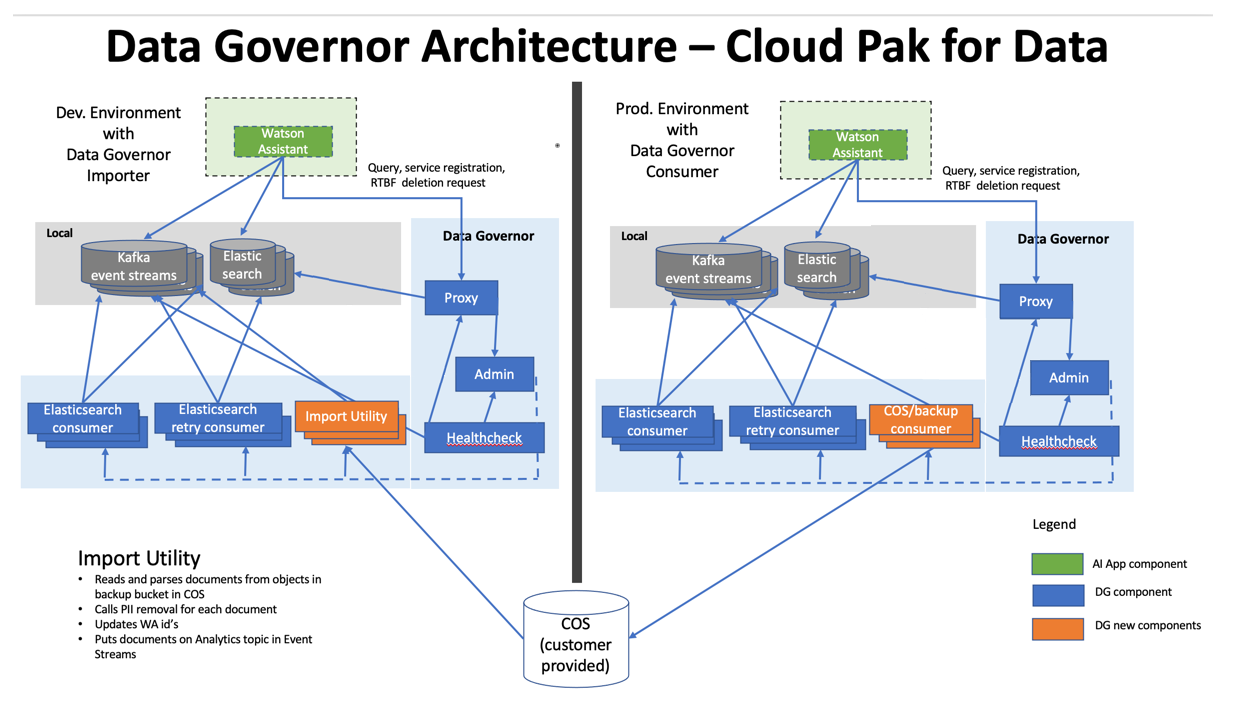 Data Governor Architecture – Cloud Pak for Data
Dev. Environment
with
Data Governor
Importer
Watson
Assistant
Query, service registration,
RTBF deletion request
Local
Kafka
event streams
Elastic
search
Data Governor
Proxy
Admin
Healthcheck
Elasticsearch
consumer
Elasticsearch
retry consumer
Import Utility
Prod. Environment
with
Data Governor
Consumer
Watson
Assistant
Query, service registration,
RTBF deletion request
Local
Kafka
event streams
Elastic
search
Data Governor
Proxy
Admin
Healthcheck
Elasticsearch
consumer
Elasticsearch
retry consumer
COS/backup
consumer
Import Utility
• Reads and parses documents from objects in
backup bucket in COS
• Calls PII removal for each document
• Updates WA id's
• Puts documents on Analytics topic in Event
Streams
COS
(customer
provided)
Legend
AI App component
DG component
DG new components